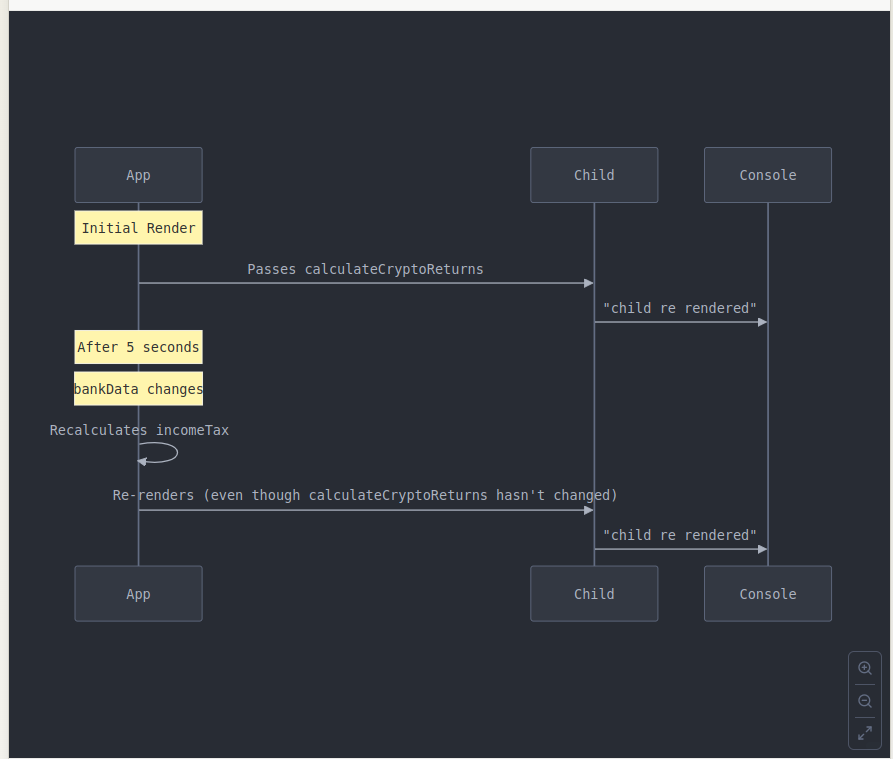 App
Child
Console
Initial Render
Passes calculateCryptoReturns
"child re rendered"
After 5 seconds
bankData changes
Recalculates incomeTax
Re-renders (even though calculateCryptoReturns hasn't changed)
"child re rendered"
App
Child
Console